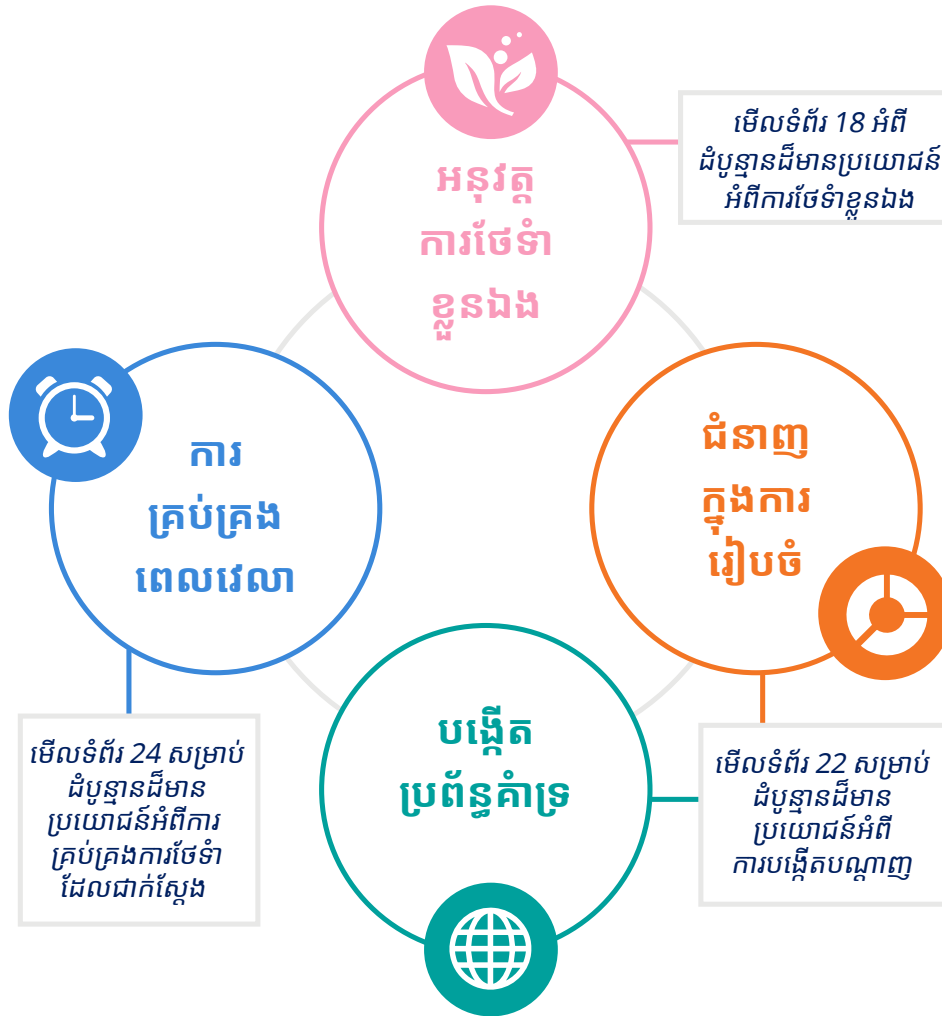 អនុវត្ត
ការថែទំា
ខ្លួនឯង
មើលទំព័រ 18 អំពី
ដំបូន្មានដ៏មានប្រយោជន៍
អំពីការថែទំាខ្លួនឯង
ជំនាញ
ក្នុងការ
រៀបចំ
ការ
គ្រប់គ្រង
ពេលវេលា
បង្កើត
ប្រព័ន្ធគំាទ្រ
មើលទំព័រ 22 សម្រាប់
ដំបូន្មានដ៏មាន
ប្រយោជន៍អំពី
ការបង្កើតបណ្តាញ
មើលទំព័រ 24 សម្រាប់
ដំបូន្មានដ៏មាន
ប្រយោជន៍អំពីការ
គ្រប់គ្រងការថែទំា
ដែលជាក់ស្តែង